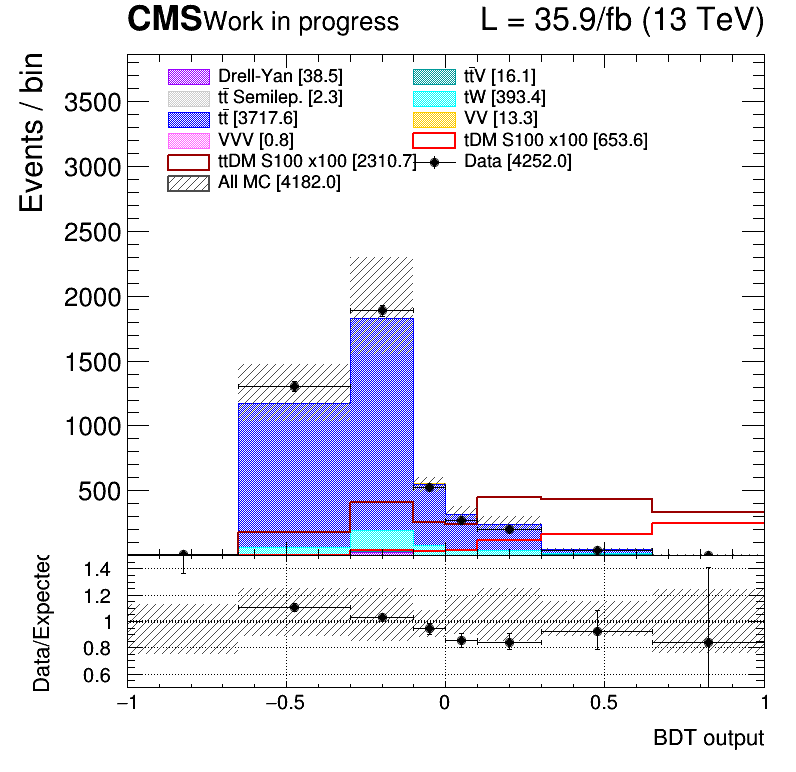 CMS Work in progress L = 35.9/fb (13 TeV)
Events / bin
3500
3000
2500
2000
1500
1000
500
Drell-Yan [38.5] tt̄V [16.1]
tt̄ Semilep. [2.3] tW [393.4]
tt̄ [3717.6] VV [13.3]
VVV [0.8] tDM S100 x100 [653.6]
ttDM S100 x100 [2310.7] Data [4252.0]
All MC [4182.0]
Data/Expected
1.4
1.2
1
0.8
0.6
−1 −0.5 0 0.5 1
BDT output